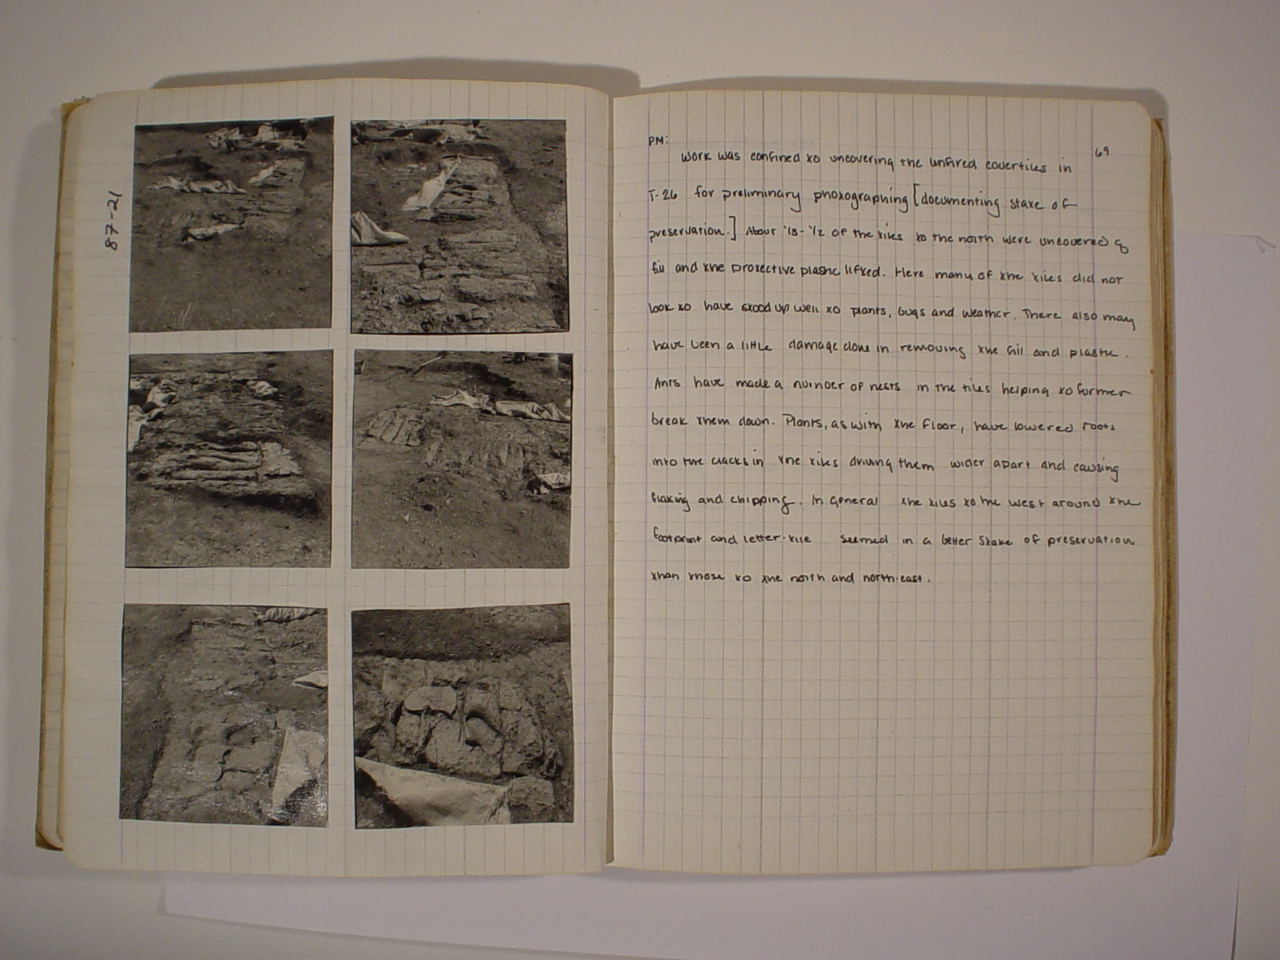 87-21
69
PM:
Work was confined to uncovering the unfired covertiles in
T-26 for preliminary photographing [documenting state of
preservation.] About 1/3-1/2 of the tiles to the north were uncovered of
fill and the protective plastic lifted. Here many of the tiles did not
look to have stood up well to plants, bugs and weather. There also may
have been a little damage done in removing the fill and plastic.
Ants have made a number of nests in the tiles helping to further
break them down. Plants, as with the floor, have lowered roots
into the cracks in the tiles driving them wider apart and causing
flaking and chipping. In general the tiles to the west around the
footprint and letter-tile seemed in a better state of preservation
than those to the north and north-east.